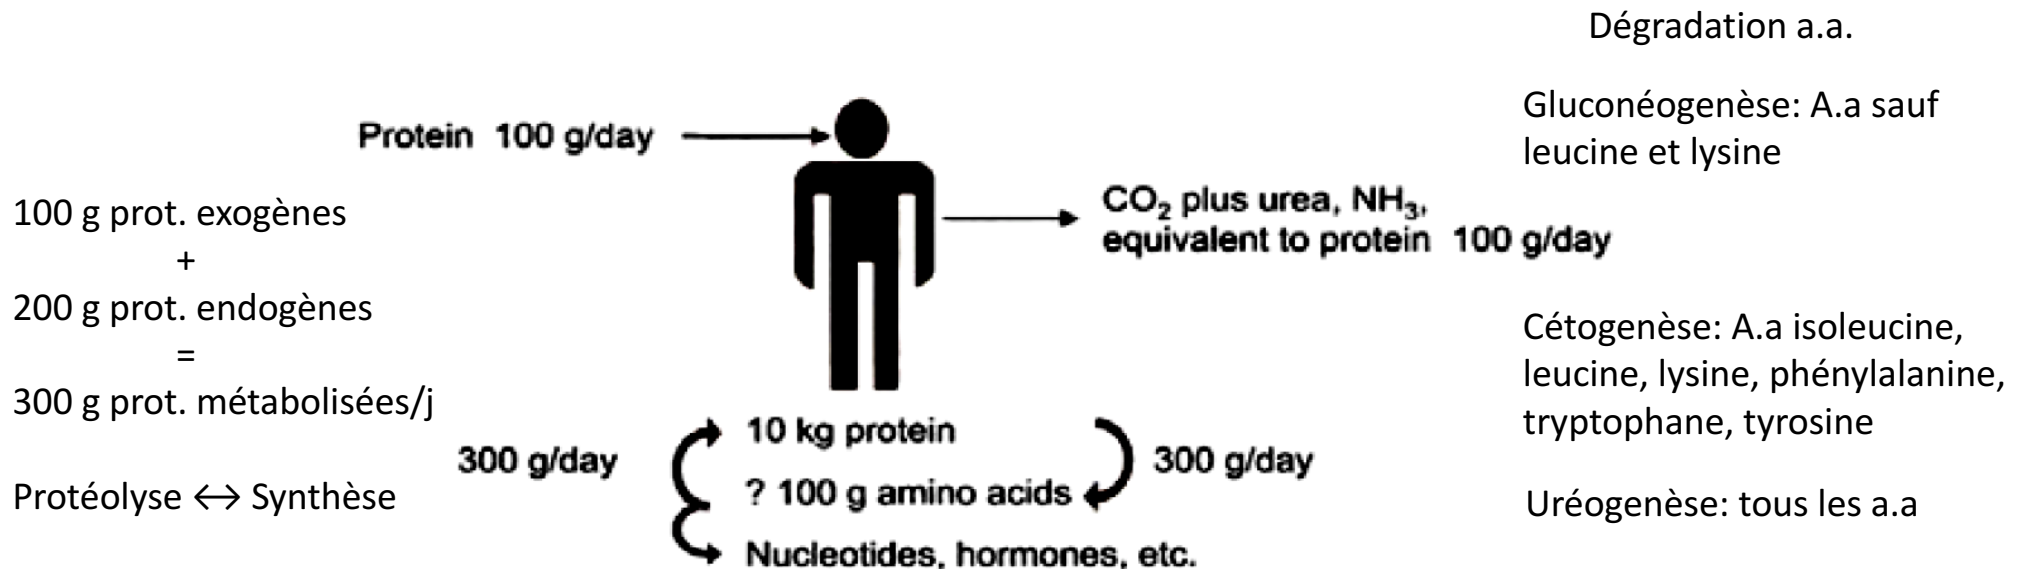 Dégradation a.a.
Gluconéogenèse: A.a sauf
leucine et lysine
Protein 100 g/day
CO₂ plus urea, NH₃,
equivalent to protein 100 g/day
100 g prot. exogènes
+
200 g prot. endogènes
=
300 g prot. métabolisées/j
Protéolyse ↔ Synthèse
Cétogenèse: A.a isoleucine,
leucine, lysine, phénylalanine,
tryptophane, tyrosine
10 kg protein
300 g/day
300 g/day
? 100 g amino acids
Nucleotides, hormones, etc.
Uréogenèse: tous les a.a